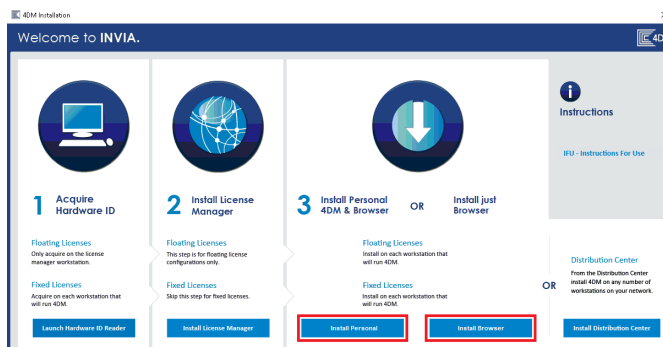 4DM Installation
Welcome to INVIA.
4D
1 Acquire
Hardware ID
Floating Licenses
Only acquire on the license
manager workstation.
Fixed Licenses
Acquire on each workstation that
will run 4DM.
Launch Hardware ID Reader
2 Install License
Manager
Floating Licenses
This step is for floating license
configurations only.
Fixed Licenses
Skip this step for fixed licenses.
Install License Manager
3 Install Personal OR Install just
4DM & Browser Browser
Floating Licenses
Install on each workstation that
will run 4DM.
Fixed Licenses
Install on each workstation that
will run 4DM.
Install Personal
Install Browser
OR
i
Instructions
IFU - Instructions For Use
Distribution Center
From the Distribution Center
install 4DM on any number of
workstations on your network.
Install Distribution Center